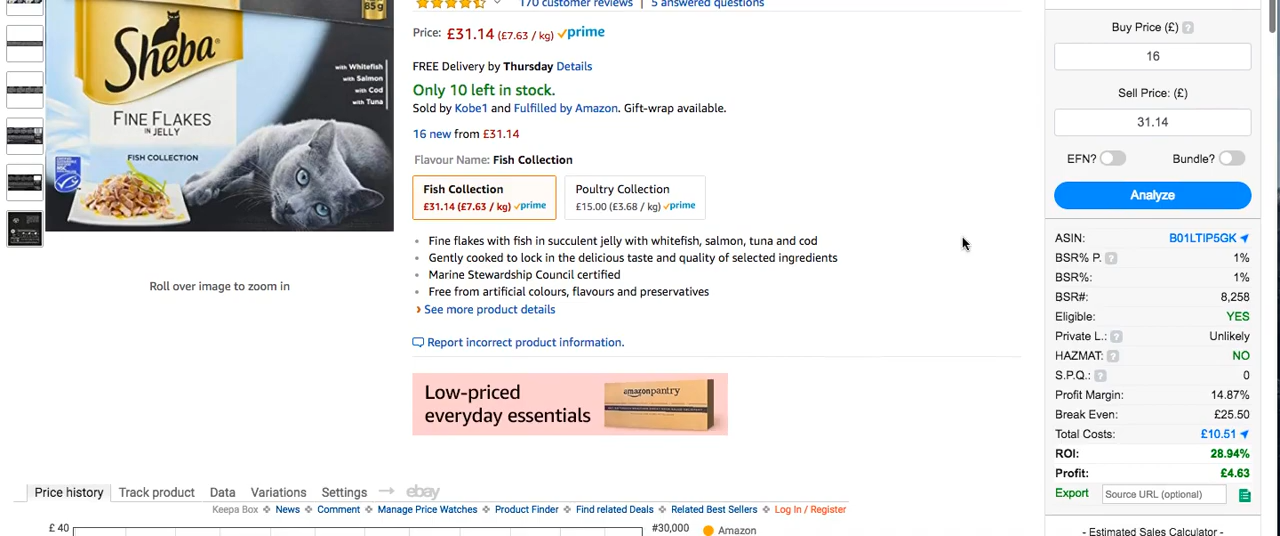 170 customer reviews | 5 answered questions
85g
Sheba
with Whitefish
with Salmon
with Cod
with Tuna
FINE FLAKES
IN JELLY
FISH COLLECTION
Roll over image to zoom in
Price: £31.14 (£7.63 / kg) prime
FREE Delivery by Thursday Details
Only 10 left in stock.
Sold by Kobe1 and Fulfilled by Amazon. Gift-wrap available.
16 new from £31.14
Flavour Name: Fish Collection
Fish Collection
£31.14 (£7.63 / kg) prime
Poultry Collection
£15.00 (£3.68 / kg) prime
• Fine flakes with fish in succulent jelly with whitefish, salmon, tuna and cod
• Gently cooked to lock in the delicious taste and quality of selected ingredients
• Marine Stewardship Council certified
• Free from artificial colours, flavours and preservatives
› See more product details
Report incorrect product information.
Low-priced
everyday essentials
amazonpantry
Price history Track product Data Variations Settings → ebay
Keepa Box ❖ News ❖ Comment ❖ Manage Price Watches ❖ Product Finder ❖ Find related Deals ❖ Related Best Sellers ❖ Log In / Register
£ 40
#30,000
Amazon
Buy Price (£) ?
16
Sell Price: (£)
31.14
EFN? Bundle?
Analyze
ASIN: B01LTIP5GK
BSR% P. ? 1%
BSR%: 1%
BSR#: 8,258
Eligible: YES
Private L.: ? Unlikely
HAZMAT: ? NO
S.P.Q.: ? 0
Profit Margin: 14.87%
Break Even: £25.50
Total Costs: £10.51
ROI: 28.94%
Profit: £4.63
Export Source URL (optional)
- Estimated Sales Calculator -